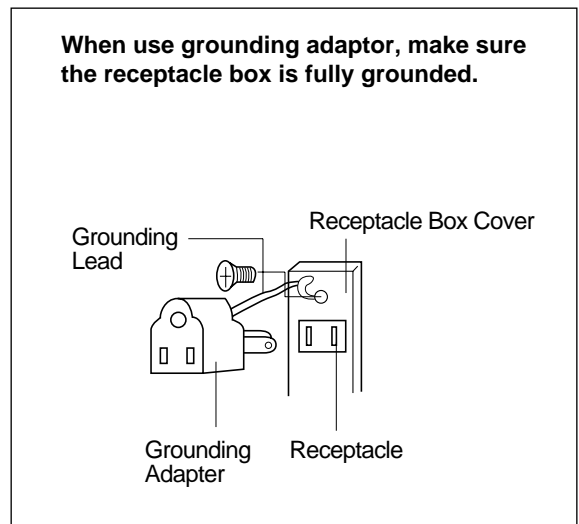 When use grounding adaptor, make sure
the receptacle box is fully grounded.
Receptacle Box Cover
Grounding
Lead
Grounding
Adapter
Receptacle